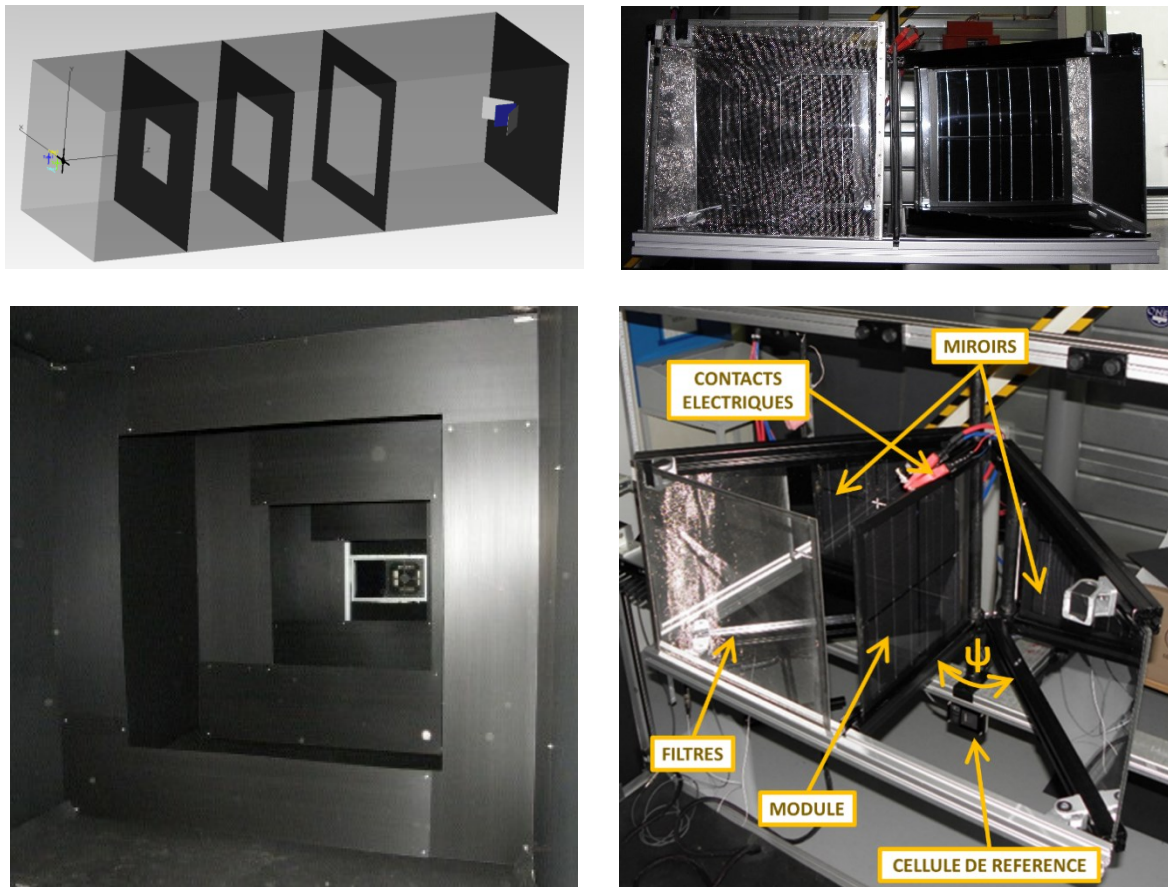 MIROIRS
CONTACTS
ELECTRIQUES
Ψ
FILTRES
MODULE
CELLULE DE REFERENCE